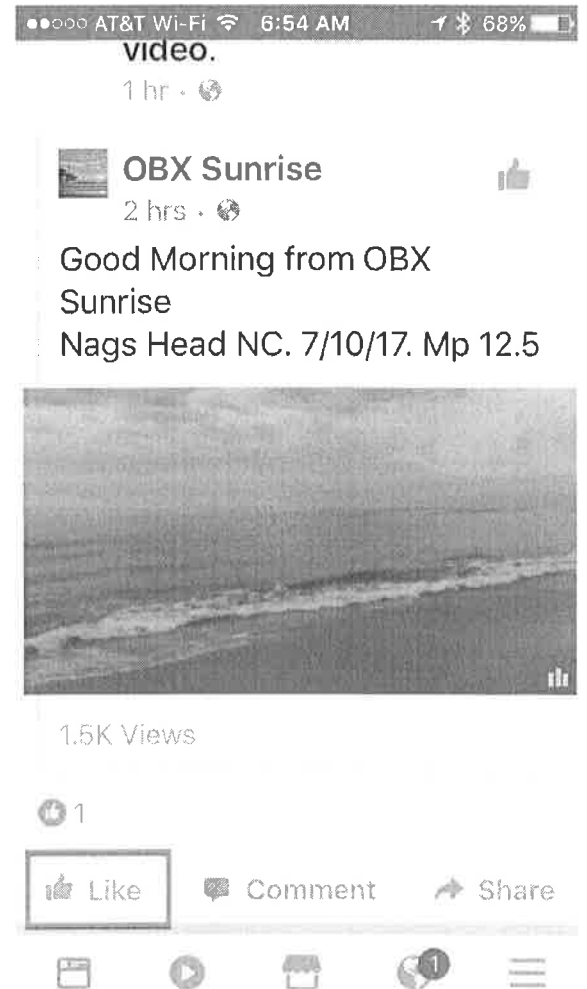 AT&T Wi-Fi 6:54 AM 68%
video.
1 hr ·
OBX Sunrise
2 hrs ·
Good Morning from OBX
Sunrise
Nags Head NC. 7/10/17. Mp 12.5
1.5K Views
1
Like Comment Share
1